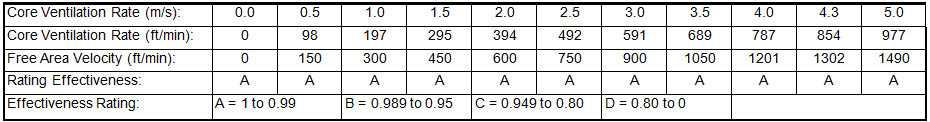 Core Ventilation Rate (m/s): 0.0 0.5 1.0 1.5 2.0 2.5 3.0 3.5 4.0 4.3 5.0
Core Ventilation Rate (ft/min): 0 98 197 295 394 492 591 689 787 854 977
Free Area Velocity (ft/min): 0 150 300 450 600 750 900 1050 1201 1302 1490
Rating Effectiveness: A A A A A A A A A A A
Effectiveness Rating: A = 1 to 0.99 B = 0.989 to 0.95 C = 0.949 to 0.80 D = 0.80 to 0